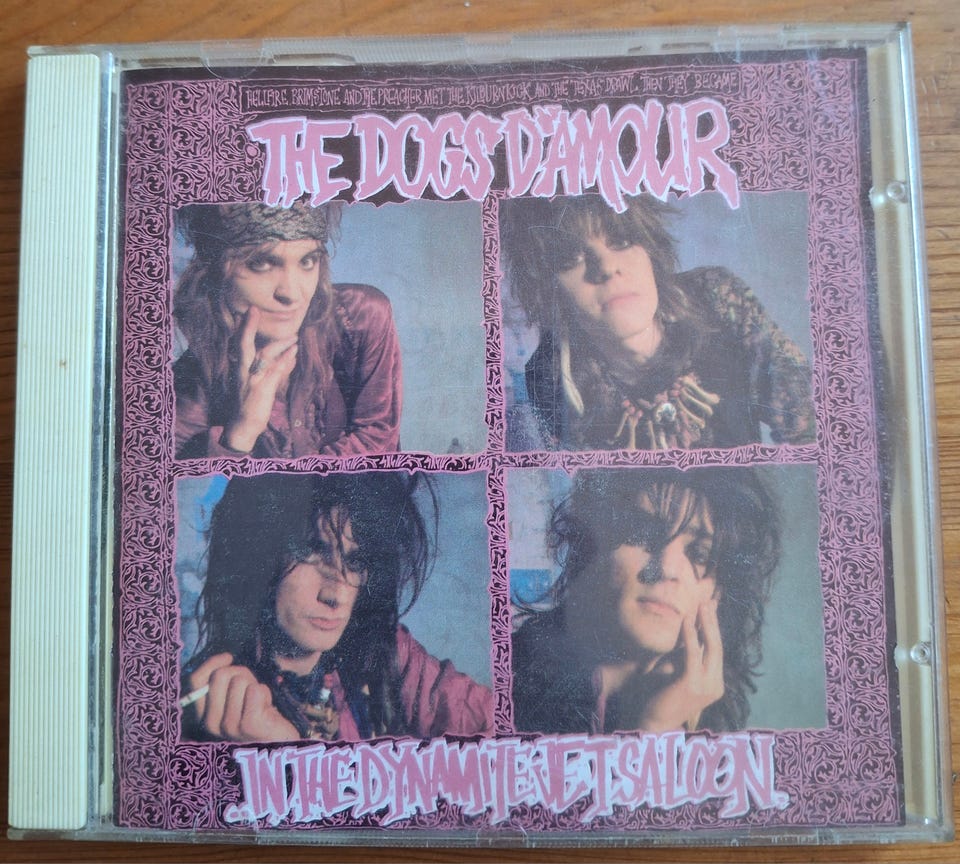 HELLFIRE, BRIMSTONE AND THE PREACHER MET THE KILBURN KICK AND THE TEXAS DRAWL. THEN THEY BECAME
THE DOGS D'AMOUR
..IN THE DYNAMITE JET SALOON.